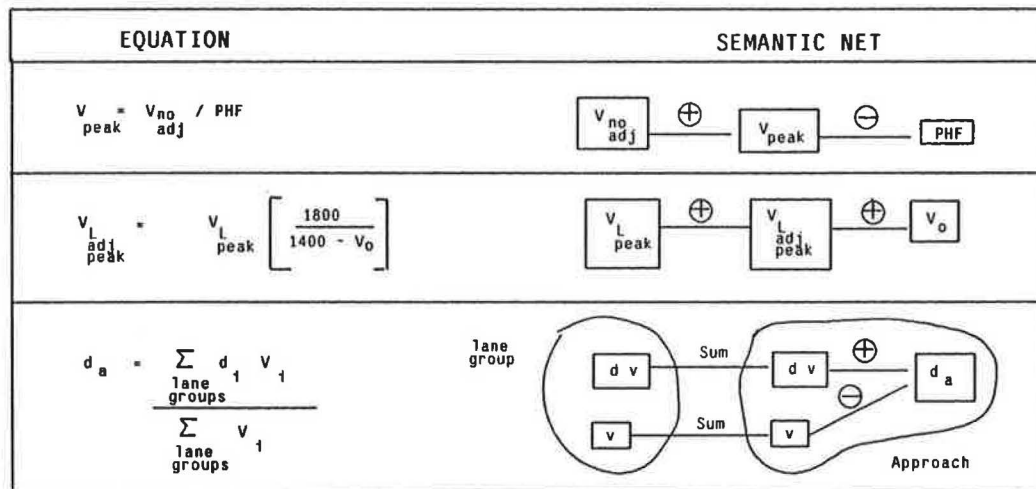 EQUATION
SEMANTIC NET
V peak = V no adj / PHF
V no adj ⊕ V peak ⊖ PHF
V L adj peak = V L peak [ 1800 / 1400 - V o ]
V L peak ⊕ V L adj peak ⊕ V o
d a = Σ lane groups d i V i / Σ lane groups V i
lane group
d v Sum d v ⊕ d a
⊖
v Sum v
Approach